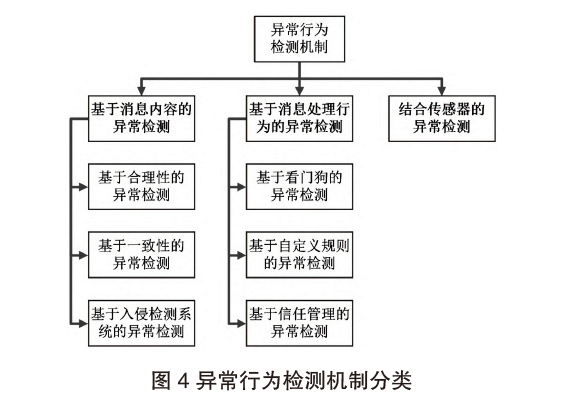 异常行为
检测机制
基于消息内容的
异常检测
基于消息处理行
为的异常检测
结合传感器的
异常检测
基于合理性的
异常检测
基于看门狗的
异常检测
基于一致性的
异常检测
基于自定义规则
的异常检测
基于入侵检测系
统的异常检测
基于信任管理的
异常检测
图 4 异常行为检测机制分类